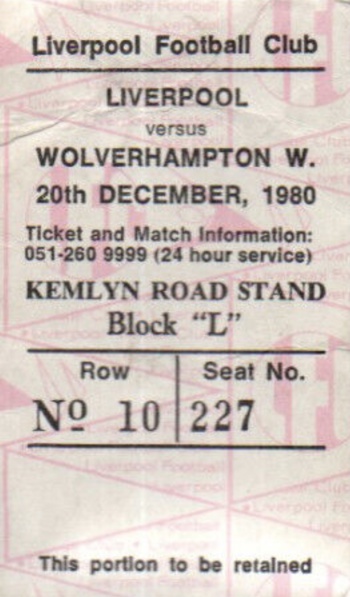 Liverpool Football Club
LIVERPOOL
versus
WOLVERHAMPTON W.
20th DECEMBER, 1980
Ticket and Match Information:
051-260 9999 (24 hour service)
KEMLYN ROAD STAND
Block "L"
Row Seat No.
Nº 10 227
This portion to be retained